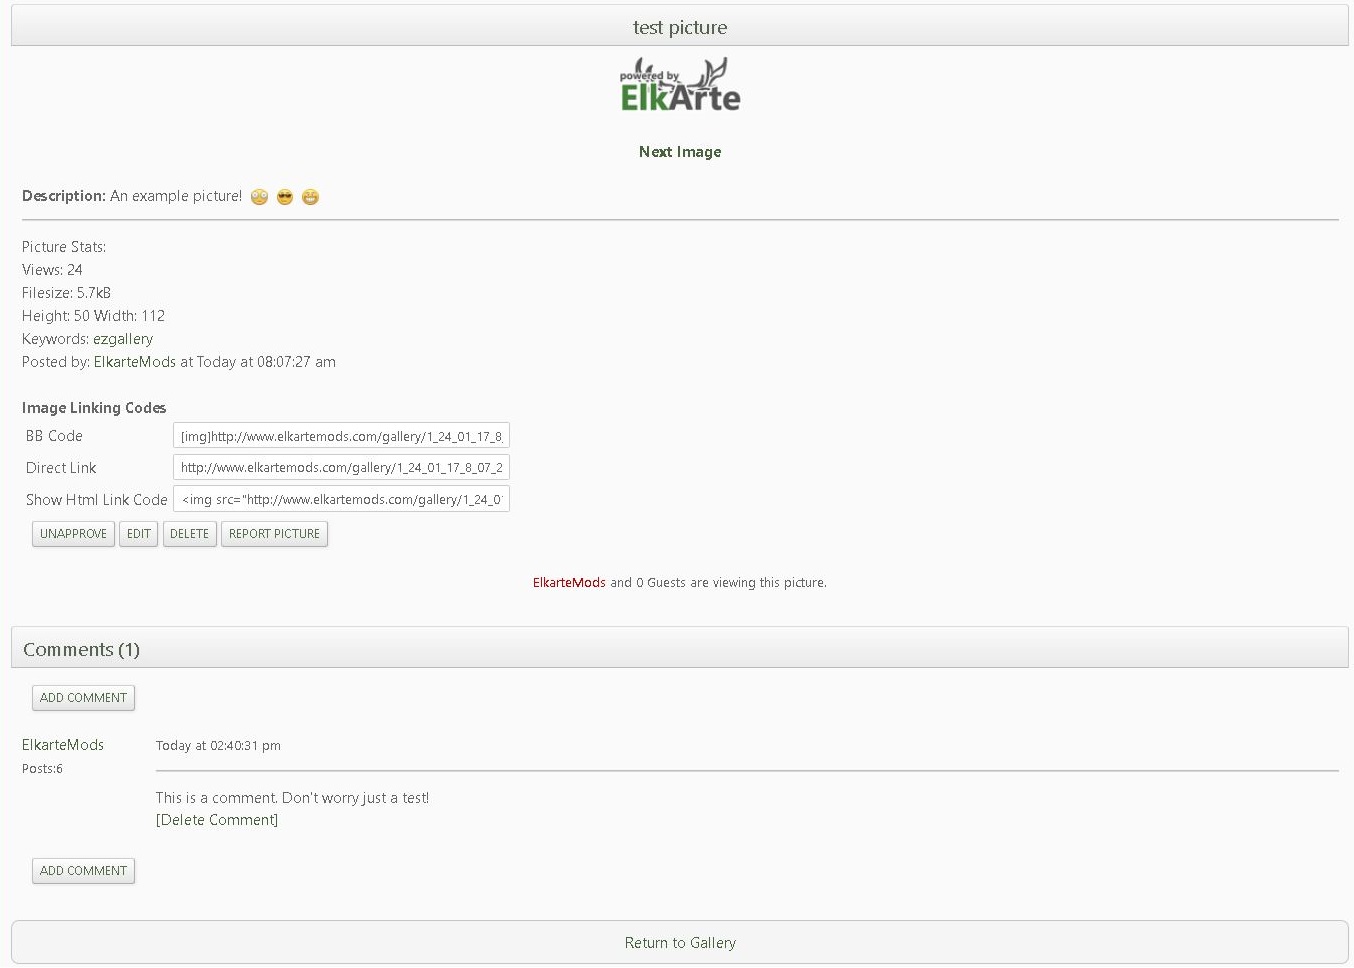 test picture
powered by
ElkArte
Next Image
Description: An example picture!
Picture Stats:
Views: 24
Filesize: 5.7kB
Height: 50 Width: 112
Keywords: ezgallery
Posted by: ElkarteMods at Today at 08:07:27 am
Image Linking Codes
BB Code [img]http://www.elkartemods.com/gallery/1_24_01_17_8_
Direct Link http://www.elkartemods.com/gallery/1_24_01_17_8_07_2
Show Html Link Code <img src="http://www.elkartemods.com/gallery/1_24_0
UNAPPROVE EDIT DELETE REPORT PICTURE
ElkarteMods and 0 Guests are viewing this picture.
Comments (1)
ADD COMMENT
ElkarteMods Today at 02:40:31 pm
Posts:6
This is a comment. Don't worry just a test!
[Delete Comment]
ADD COMMENT
Return to Gallery